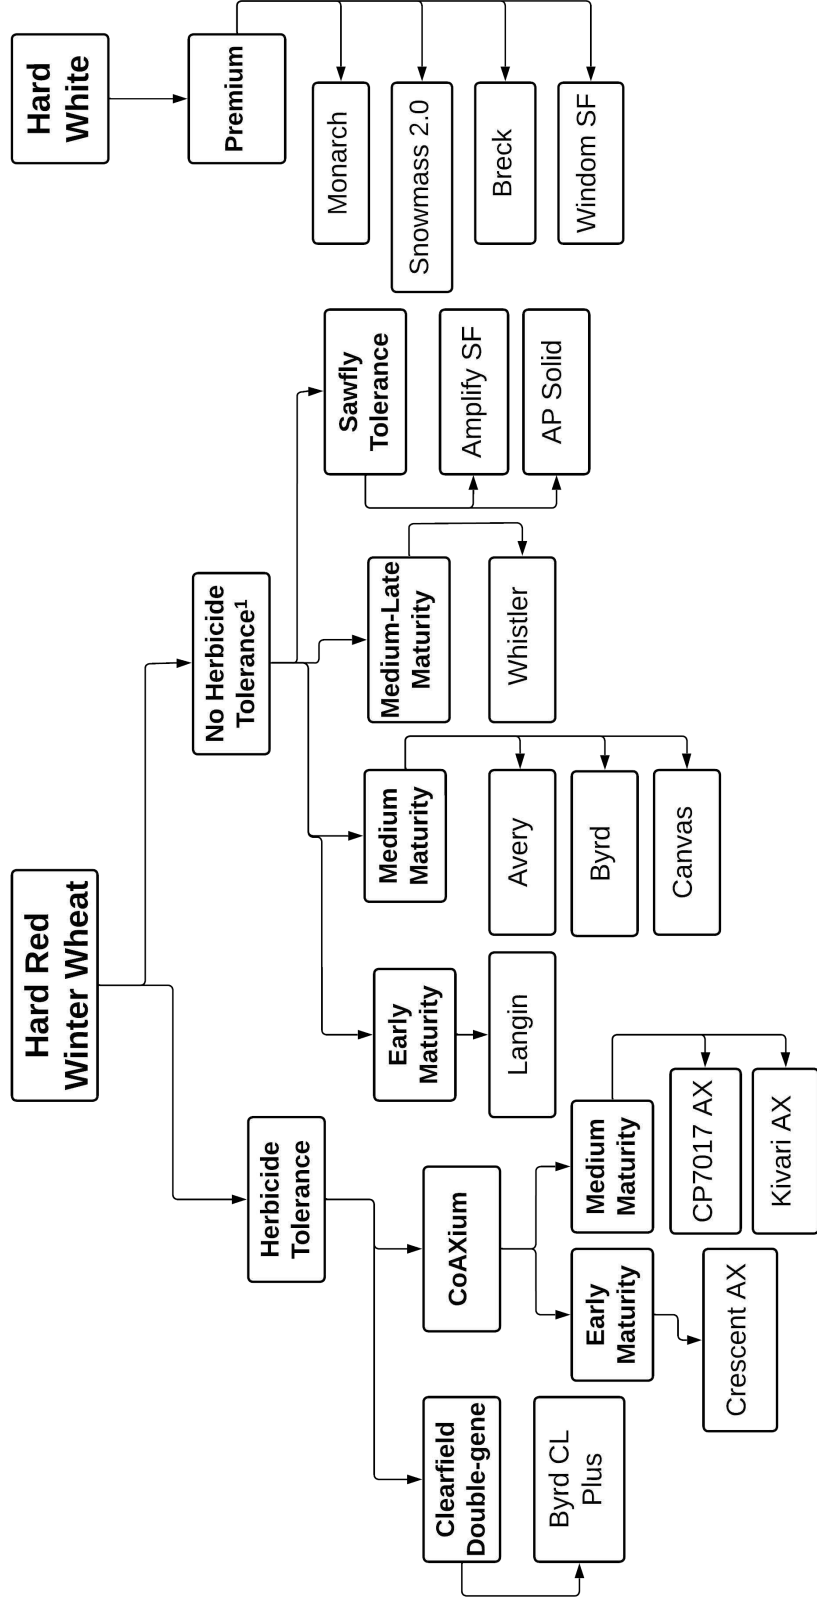 Hard Red
Winter Wheat
Hard
White
Herbicide
Tolerance
No Herbicide
Tolerance¹
Premium
Clearfield
Double-gene
Byrd CL
Plus
CoAXium
Early
Maturity
Crescent AX
Medium
Maturity
CP7017 AX
Kivari AX
Early
Maturity
Langin
Medium
Maturity
Avery
Byrd
Canvas
Medium-Late
Maturity
Whistler
Sawfly
Tolerance
Amplify SF
AP Solid
Monarch
Snowmass 2.0
Breck
Windom SF